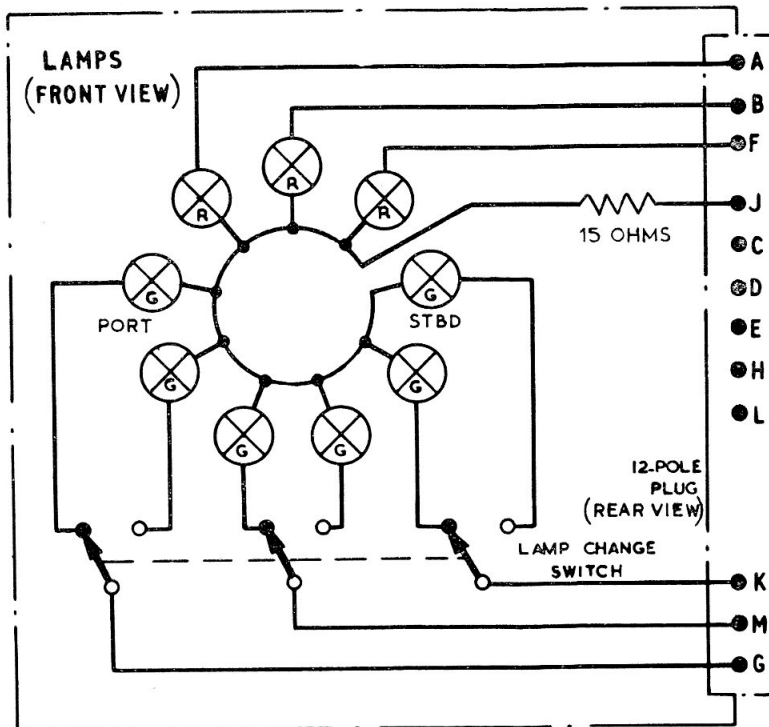 LAMPS
(FRONT VIEW)
A
B
F
R
R
R
J
15 OHMS
C
G
G
D
PORT
STBD
E
G
G
H
L
G
G
12-POLE
PLUG
(REAR VIEW)
LAMP CHANGE
SWITCH
K
M
G